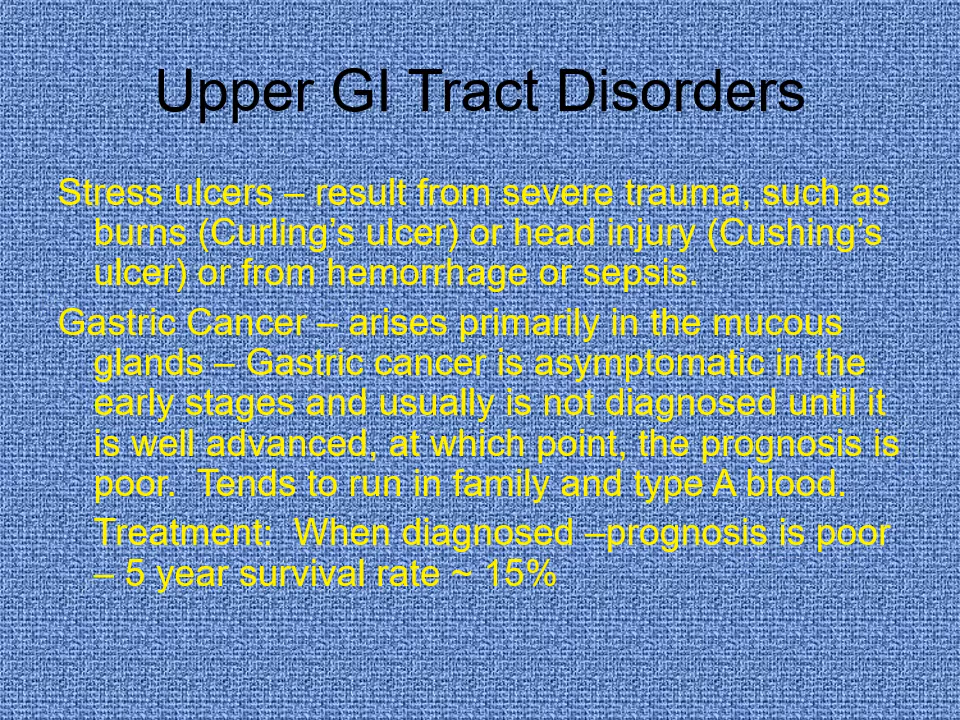 Upper GI Tract Disorders
Stress ulcers – result from severe trauma, such as
burns (Curling’s ulcer) or head injury (Cushing’s
ulcer) or from hemorrhage or sepsis.
Gastric Cancer – arises primarily in the mucous
glands – Gastric cancer is asymptomatic in the
early stages and usually is not diagnosed until it
is well advanced, at which point, the prognosis is
poor.  Tends to run in family and type A blood.
Treatment:  When diagnosed –prognosis is poor
– 5 year survival rate ~ 15%